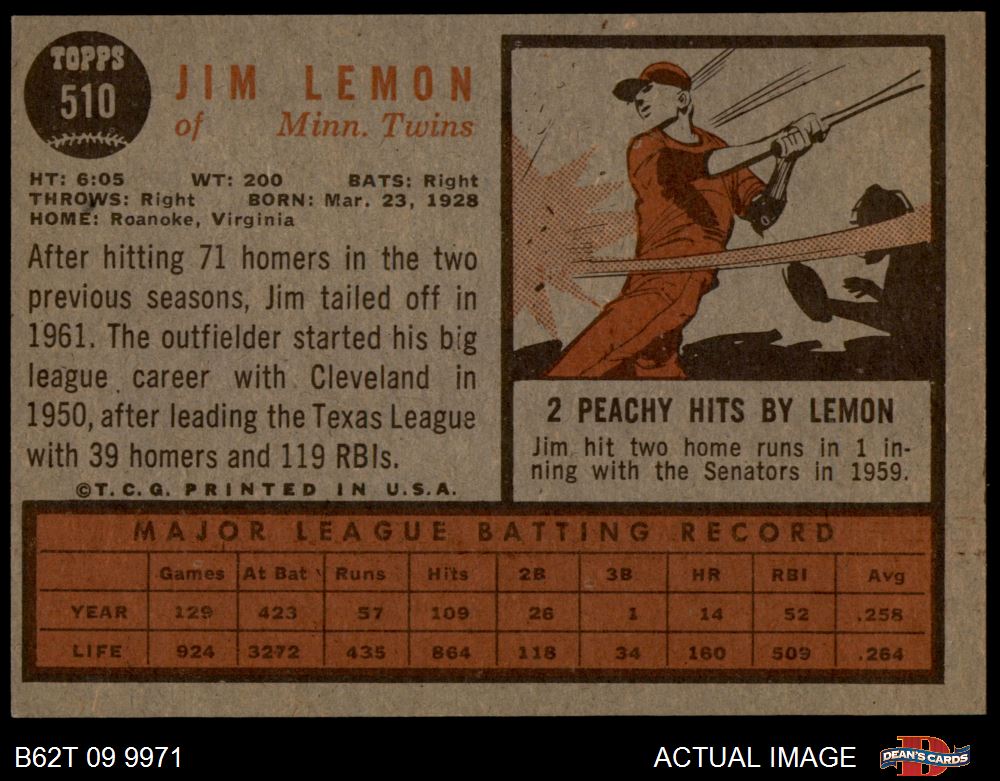 TOPPS
510
JIM LEMON
of Minn. Twins
HT: 6:05 WT: 200 BATS: Right
THROWS: Right BORN: Mar. 23, 1928
HOME: Roanoke, Virginia
After hitting 71 homers in the two
previous seasons, Jim tailed off in
1961. The outfielder started his big
league career with Cleveland in
1950, after leading the Texas League
with 39 homers and 119 RBIs.
©T.C.G. PRINTED IN U.S.A.
2 PEACHY HITS BY LEMON
Jim hit two home runs in 1 in-
ning with the Senators in 1959.
MAJOR LEAGUE BATTING RECORD
Games At Bat Runs Hits 2B 3B HR RBI Avg
YEAR 129 423 57 109 26 1 14 52 .258
LIFE 924 3272 435 864 118 34 160 509 .264
B62T 09 9971
ACTUAL IMAGE
DEAN'S CARDS